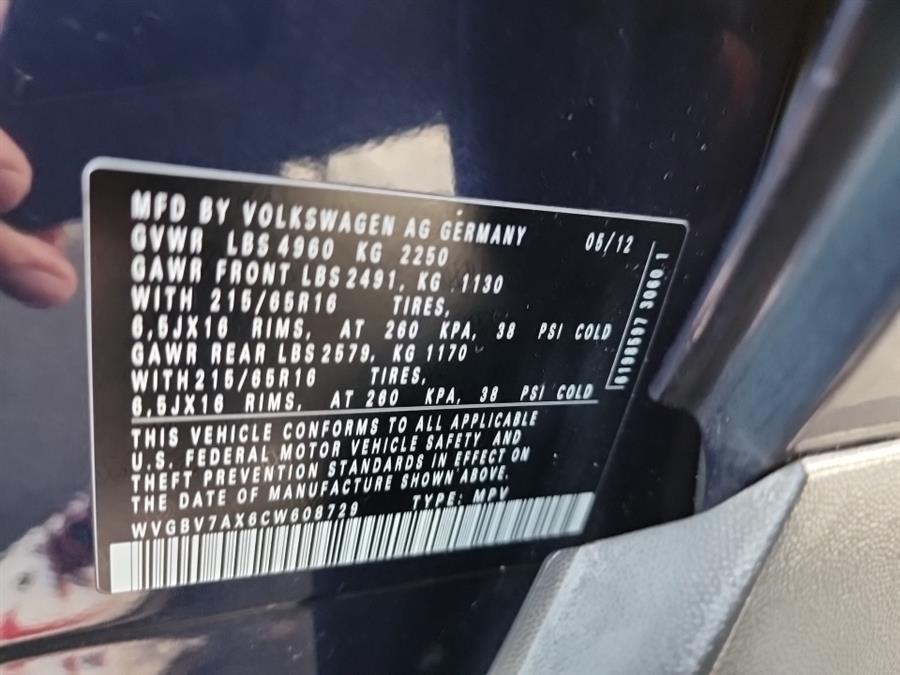 MFD BY VOLKSWAGEN AG GERMANY 05/12
GVWR LBS 4960 KG 2250
GAWR FRONT LBS 2491, KG 1130
WITH 215/65R16 TIRES,
6,5JX16 RIMS, AT 260 KPA, 38 PSI COLD
GAWR REAR LBS 2579, KG 1170
WITH 215/65R16 TIRES,
6,5JX16 RIMS, AT 260 KPA, 38 PSI COLD
THIS VEHICLE CONFORMS TO ALL APPLICABLE
U.S. FEDERAL MOTOR VEHICLE SAFETY AND
THEFT PREVENTION STANDARDS IN EFFECT ON
THE DATE OF MANUFACTURE SHOWN ABOVE.
WVGBV7AX6CW608729 TYPE: MPV